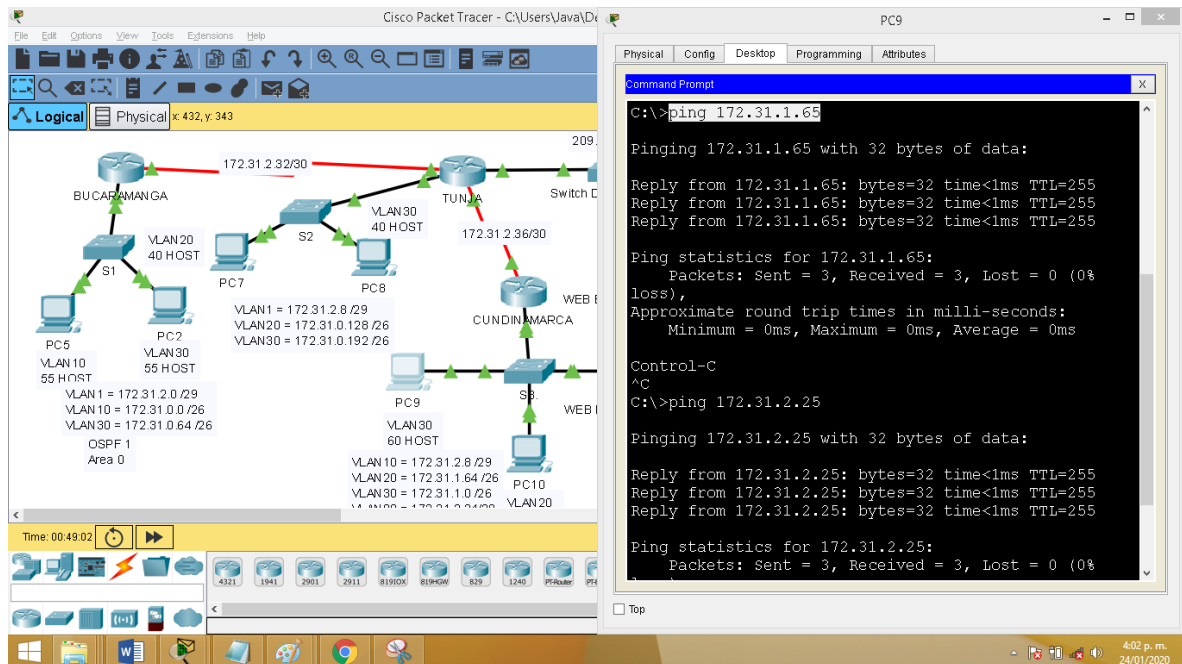 Cisco Packet Tracer - C:\Users\Java\De
File Edit Options View Tools Extensions Help
Logical Physical x: 432, y: 343
209.
172.31.2.32/30
BUCARAMANGA
TUNJA
Switch D
VLAN30
40 HOST
S2
172.31.2.36/30
VLAN20
40 HOST
S1
PC7
PC8
WEB
VLAN1 = 172.31.2.8 /29
VLAN20 = 172.31.0.128 /26
VLAN30 = 172.31.0.192 /26
CUNDINAMARCA
PC5
PC2
VLAN10
55 HOST
VLAN30
55 HOST
VLAN1 = 172.31.2.0 /29
VLAN10 = 172.31.0.0 /26
VLAN30 = 172.31.0.64 /26
OSPF 1
Area 0
PC9
S3.
WEB
VLAN30
60 HOST
VLAN10 = 172.31.2.8 /29
VLAN20 = 172.31.1.64 /26
VLAN30 = 172.31.1.0 /26
PC10
VLAN20
Time: 00:49:02
4321 1941 2901 2911 819IOX 819HGW 829 1240 PT-Router
PC9
Physical Config Desktop Programming Attributes
Command Prompt X
C:\>ping 172.31.1.65
Pinging 172.31.1.65 with 32 bytes of data:
Reply from 172.31.1.65: bytes=32 time<1ms TTL=255
Reply from 172.31.1.65: bytes=32 time<1ms TTL=255
Reply from 172.31.1.65: bytes=32 time<1ms TTL=255
Ping statistics for 172.31.1.65:
Packets: Sent = 3, Received = 3, Lost = 0 (0%
loss),
Approximate round trip times in milli-seconds:
Minimum = 0ms, Maximum = 0ms, Average = 0ms
Control-C
^C
C:\>ping 172.31.2.25
Pinging 172.31.2.25 with 32 bytes of data:
Reply from 172.31.2.25: bytes=32 time<1ms TTL=255
Reply from 172.31.2.25: bytes=32 time<1ms TTL=255
Reply from 172.31.2.25: bytes=32 time<1ms TTL=255
Ping statistics for 172.31.2.25:
Packets: Sent = 3, Received = 3, Lost = 0 (0%
Top
4:02 p. m.
24/01/2020